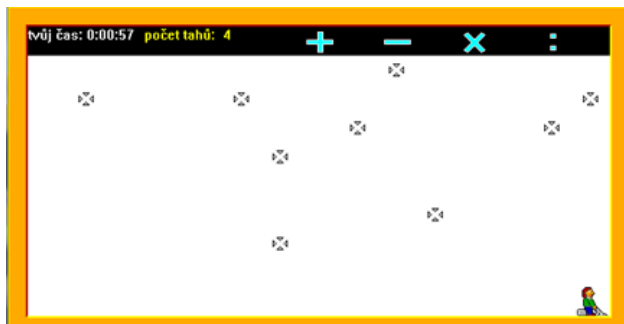 tvůj čas: 0:00:57 počet tahů: 4 + − × :